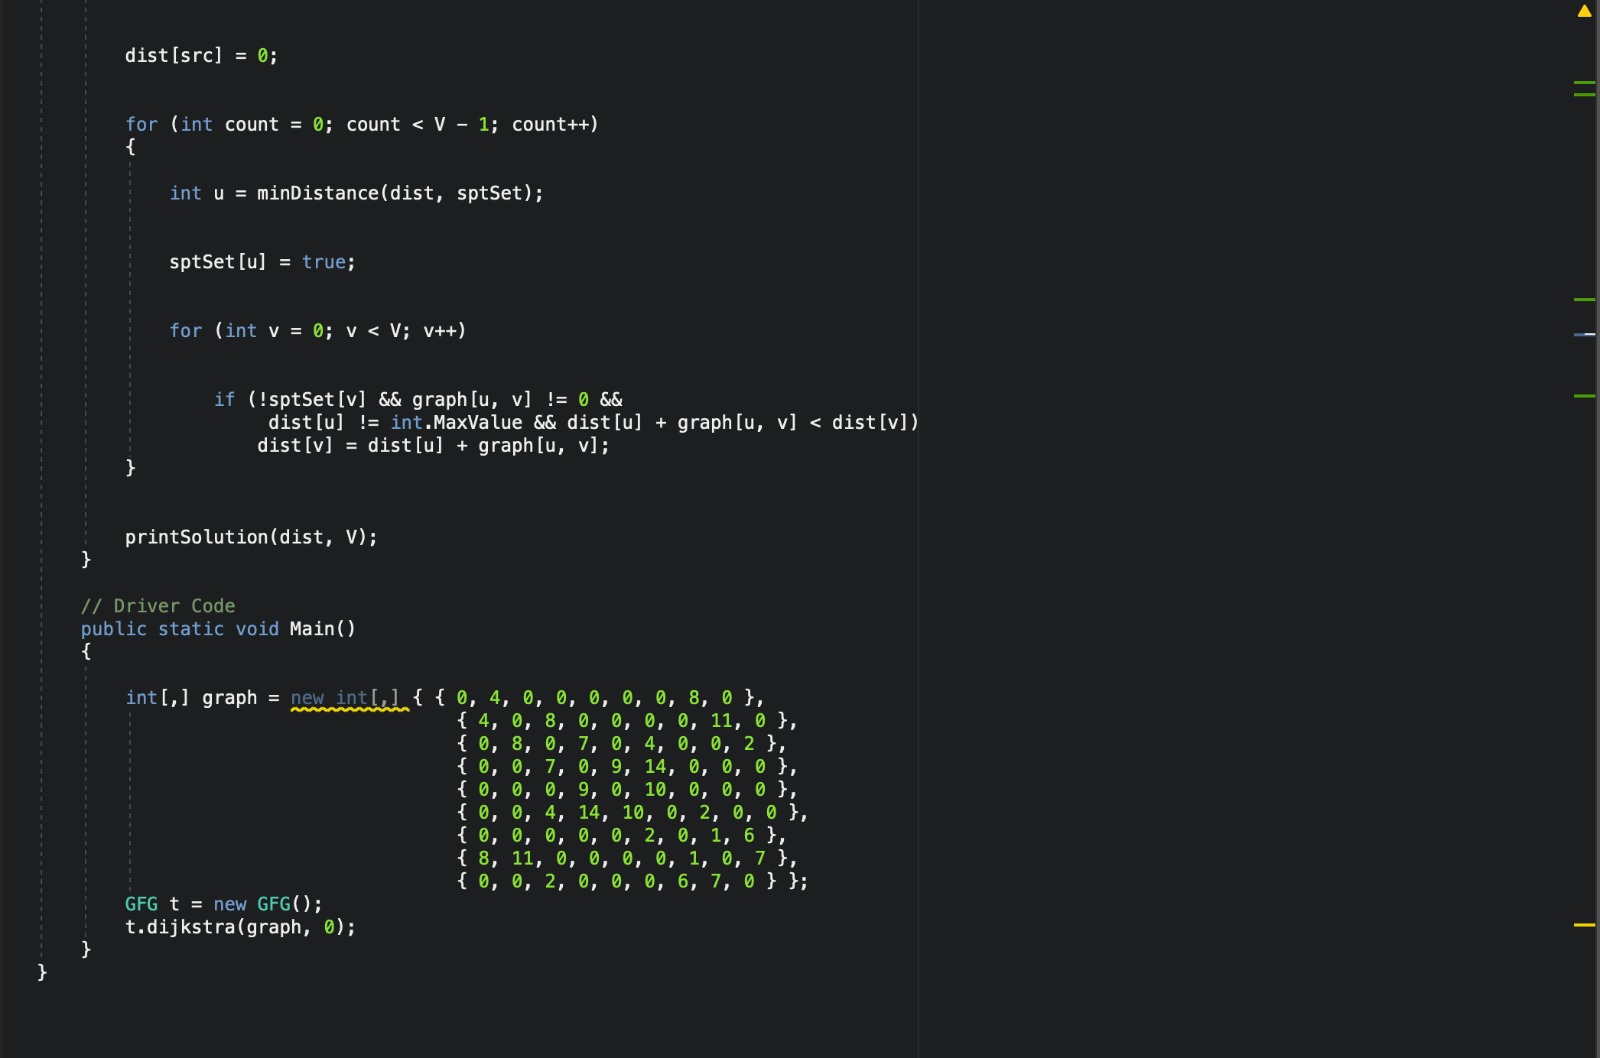 dist[src] = 0;
for (int count = 0; count < V - 1; count++)
{
int u = minDistance(dist, sptSet);
sptSet[u] = true;
for (int v = 0; v < V; v++)
if (!sptSet[v] && graph[u, v] != 0 &&
dist[u] != int.MaxValue && dist[u] + graph[u, v] < dist[v])
dist[v] = dist[u] + graph[u, v];
}
printSolution(dist, V);
}
// Driver Code
public static void Main()
{
int[,] graph = new int[,] { { 0, 4, 0, 0, 0, 0, 0, 8, 0 },
{ 4, 0, 8, 0, 0, 0, 0, 11, 0 },
{ 0, 8, 0, 7, 0, 4, 0, 0, 2 },
{ 0, 0, 7, 0, 9, 14, 0, 0, 0 },
{ 0, 0, 0, 9, 0, 10, 0, 0, 0 },
{ 0, 0, 4, 14, 10, 0, 2, 0, 0 },
{ 0, 0, 0, 0, 0, 2, 0, 1, 6 },
{ 8, 11, 0, 0, 0, 0, 1, 0, 7 },
{ 0, 0, 2, 0, 0, 0, 6, 7, 0 } };
GFG t = new GFG();
t.dijkstra(graph, 0);
}
}